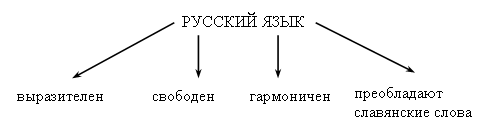 РУССКИЙ ЯЗЫК
выразителен свободен гармоничен преобладают
славянские слова